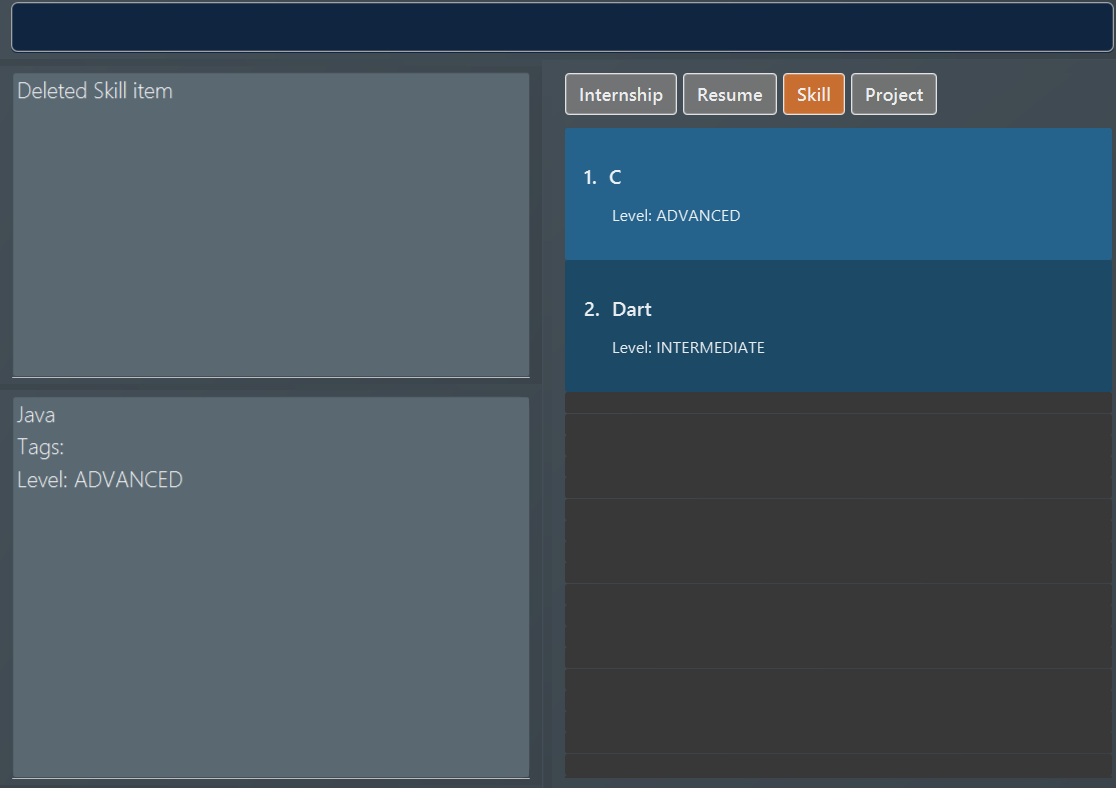 Deleted Skill item
Java
Tags:
Level: ADVANCED
Internship Resume Skill Project
1. C
Level: ADVANCED
2. Dart
Level: INTERMEDIATE